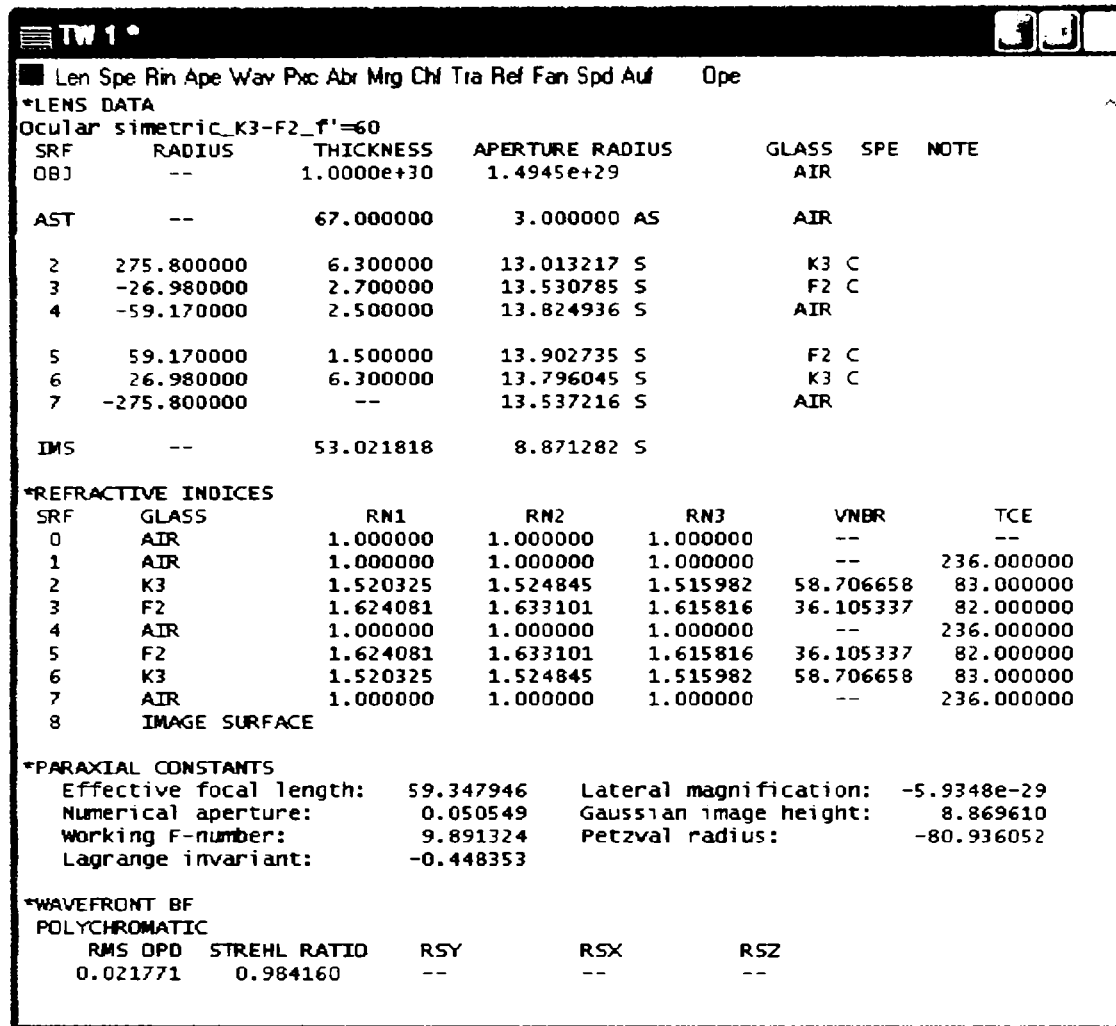 TW 1 *
Len Spe Rin Ape Wav Pxc Abr Mrg Chf Tra Ref Fan Spd Auf Ope
*LENS DATA
Ocular simetric_K3-F2_f'=60
SRF RADIUS THICKNESS APERTURE RADIUS GLASS SPE NOTE
OBJ -- 1.0000e+30 1.4945e+29 AIR
AST -- 67.000000 3.000000 AS AIR
2 275.800000 6.300000 13.013217 S K3 C
3 -26.980000 2.700000 13.530785 S F2 C
4 -59.170000 2.500000 13.824936 S AIR
5 59.170000 1.500000 13.902735 S F2 C
6 26.980000 6.300000 13.796045 S K3 C
7 -275.800000 -- 13.537216 S AIR
IMS -- 53.021818 8.871282 S
*REFRACTIVE INDICES
SRF GLASS RN1 RN2 RN3 VNBR TCE
0 AIR 1.000000 1.000000 1.000000 -- --
1 AIR 1.000000 1.000000 1.000000 -- 236.000000
2 K3 1.520325 1.524845 1.515982 58.706658 83.000000
3 F2 1.624081 1.633101 1.615816 36.105337 82.000000
4 AIR 1.000000 1.000000 1.000000 -- 236.000000
5 F2 1.624081 1.633101 1.615816 36.105337 82.000000
6 K3 1.520325 1.524845 1.515982 58.706658 83.000000
7 AIR 1.000000 1.000000 1.000000 -- 236.000000
8 IMAGE SURFACE
*PARAXIAL CONSTANTS
Effective focal length: 59.347946 Lateral magnification: -5.9348e-29
Numerical aperture: 0.050549 Gaussian image height: 8.869610
Working F-number: 9.891324 Petzval radius: -80.936052
Lagrange invariant: -0.448353
*WAVEFRONT BF
POLYCHROMATIC
RMS OPD STREHL RATIO RSY RSX RSZ
0.021771 0.984160 -- -- --